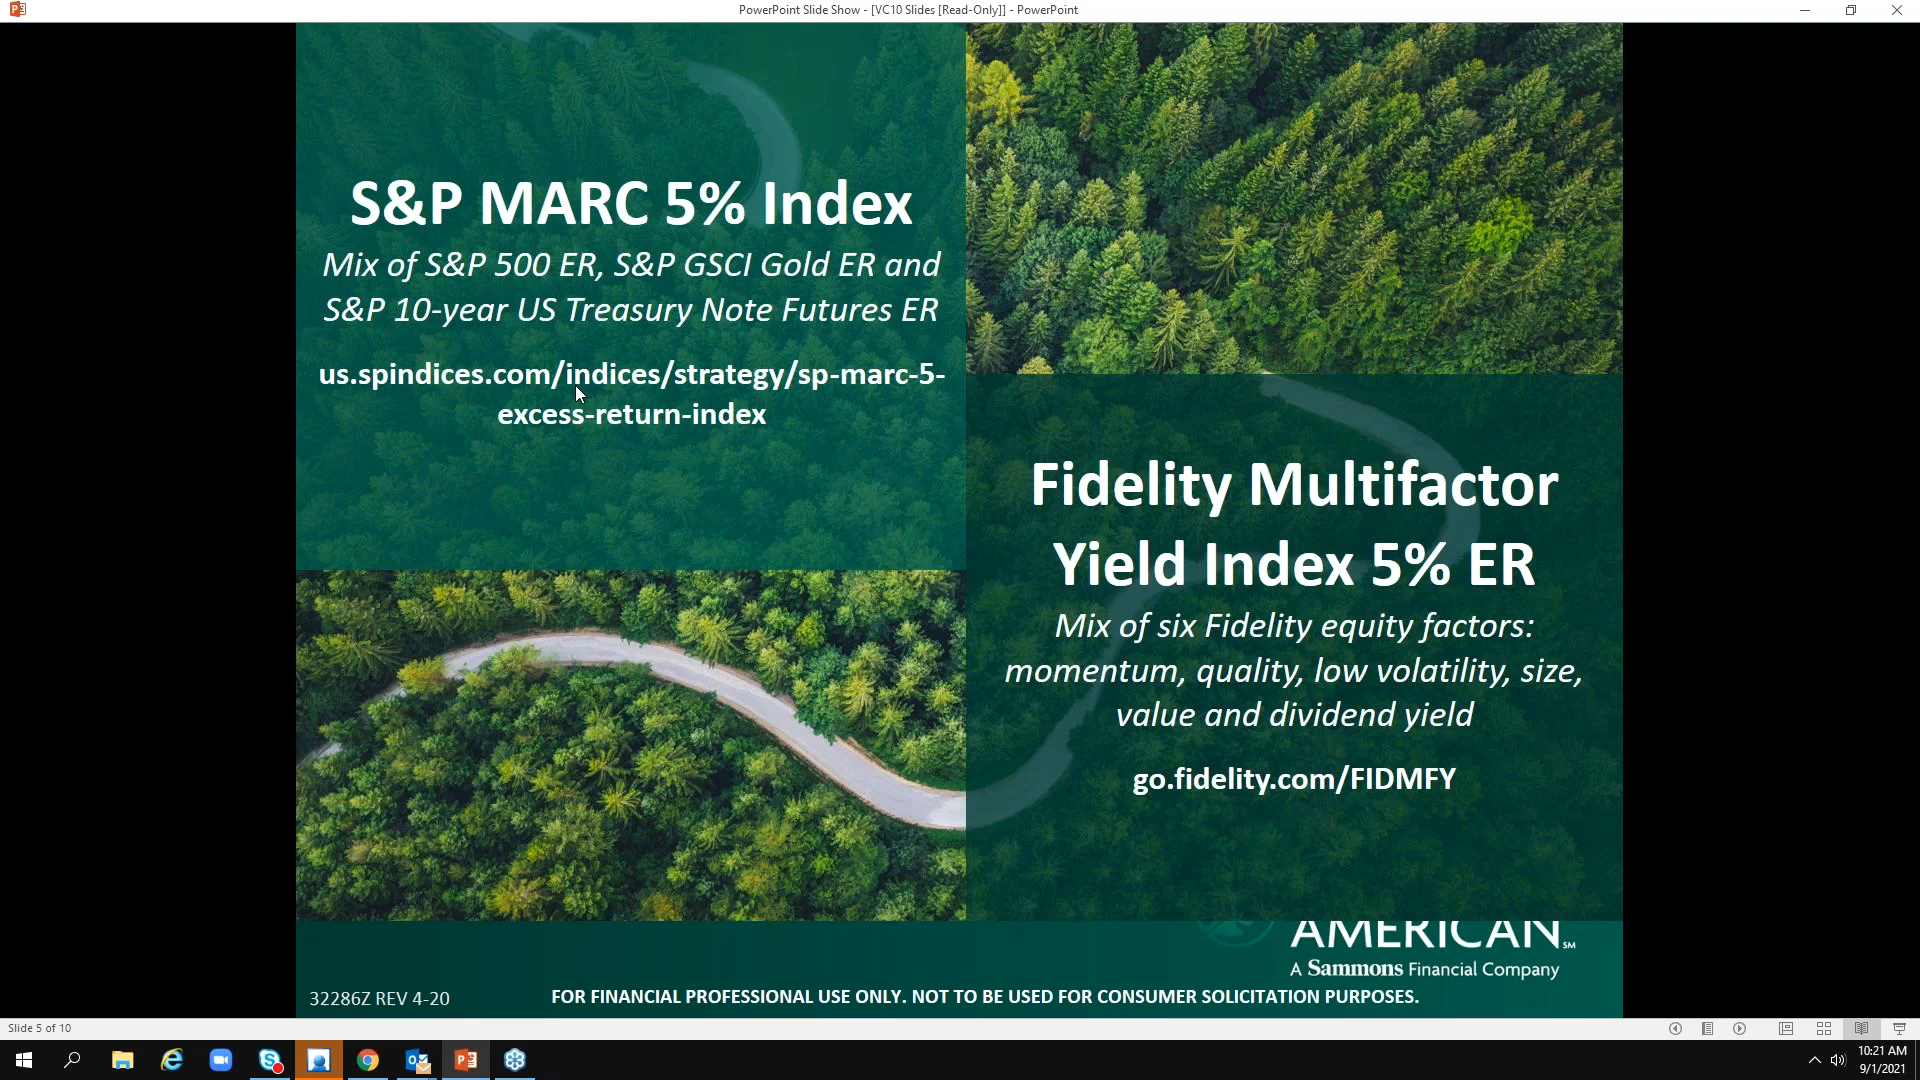 PowerPoint Slide Show - [VC10 Slides [Read-Only]] - PowerPoint
S&P MARC 5% Index
Mix of S&P 500 ER, S&P GSCI Gold ER and
S&P 10-year US Treasury Note Futures ER
us.spindices.com/indices/strategy/sp-marc-5-
excess-return-index
Fidelity Multifactor
Yield Index 5% ER
Mix of six Fidelity equity factors:
momentum, quality, low volatility, size,
value and dividend yield
go.fidelity.com/FIDMFY
AMERICAN SM
A Sammons Financial Company
32286Z REV 4-20
FOR FINANCIAL PROFESSIONAL USE ONLY. NOT TO BE USED FOR CONSUMER SOLICITATION PURPOSES.
Slide 5 of 10
10:21 AM
9/1/2021